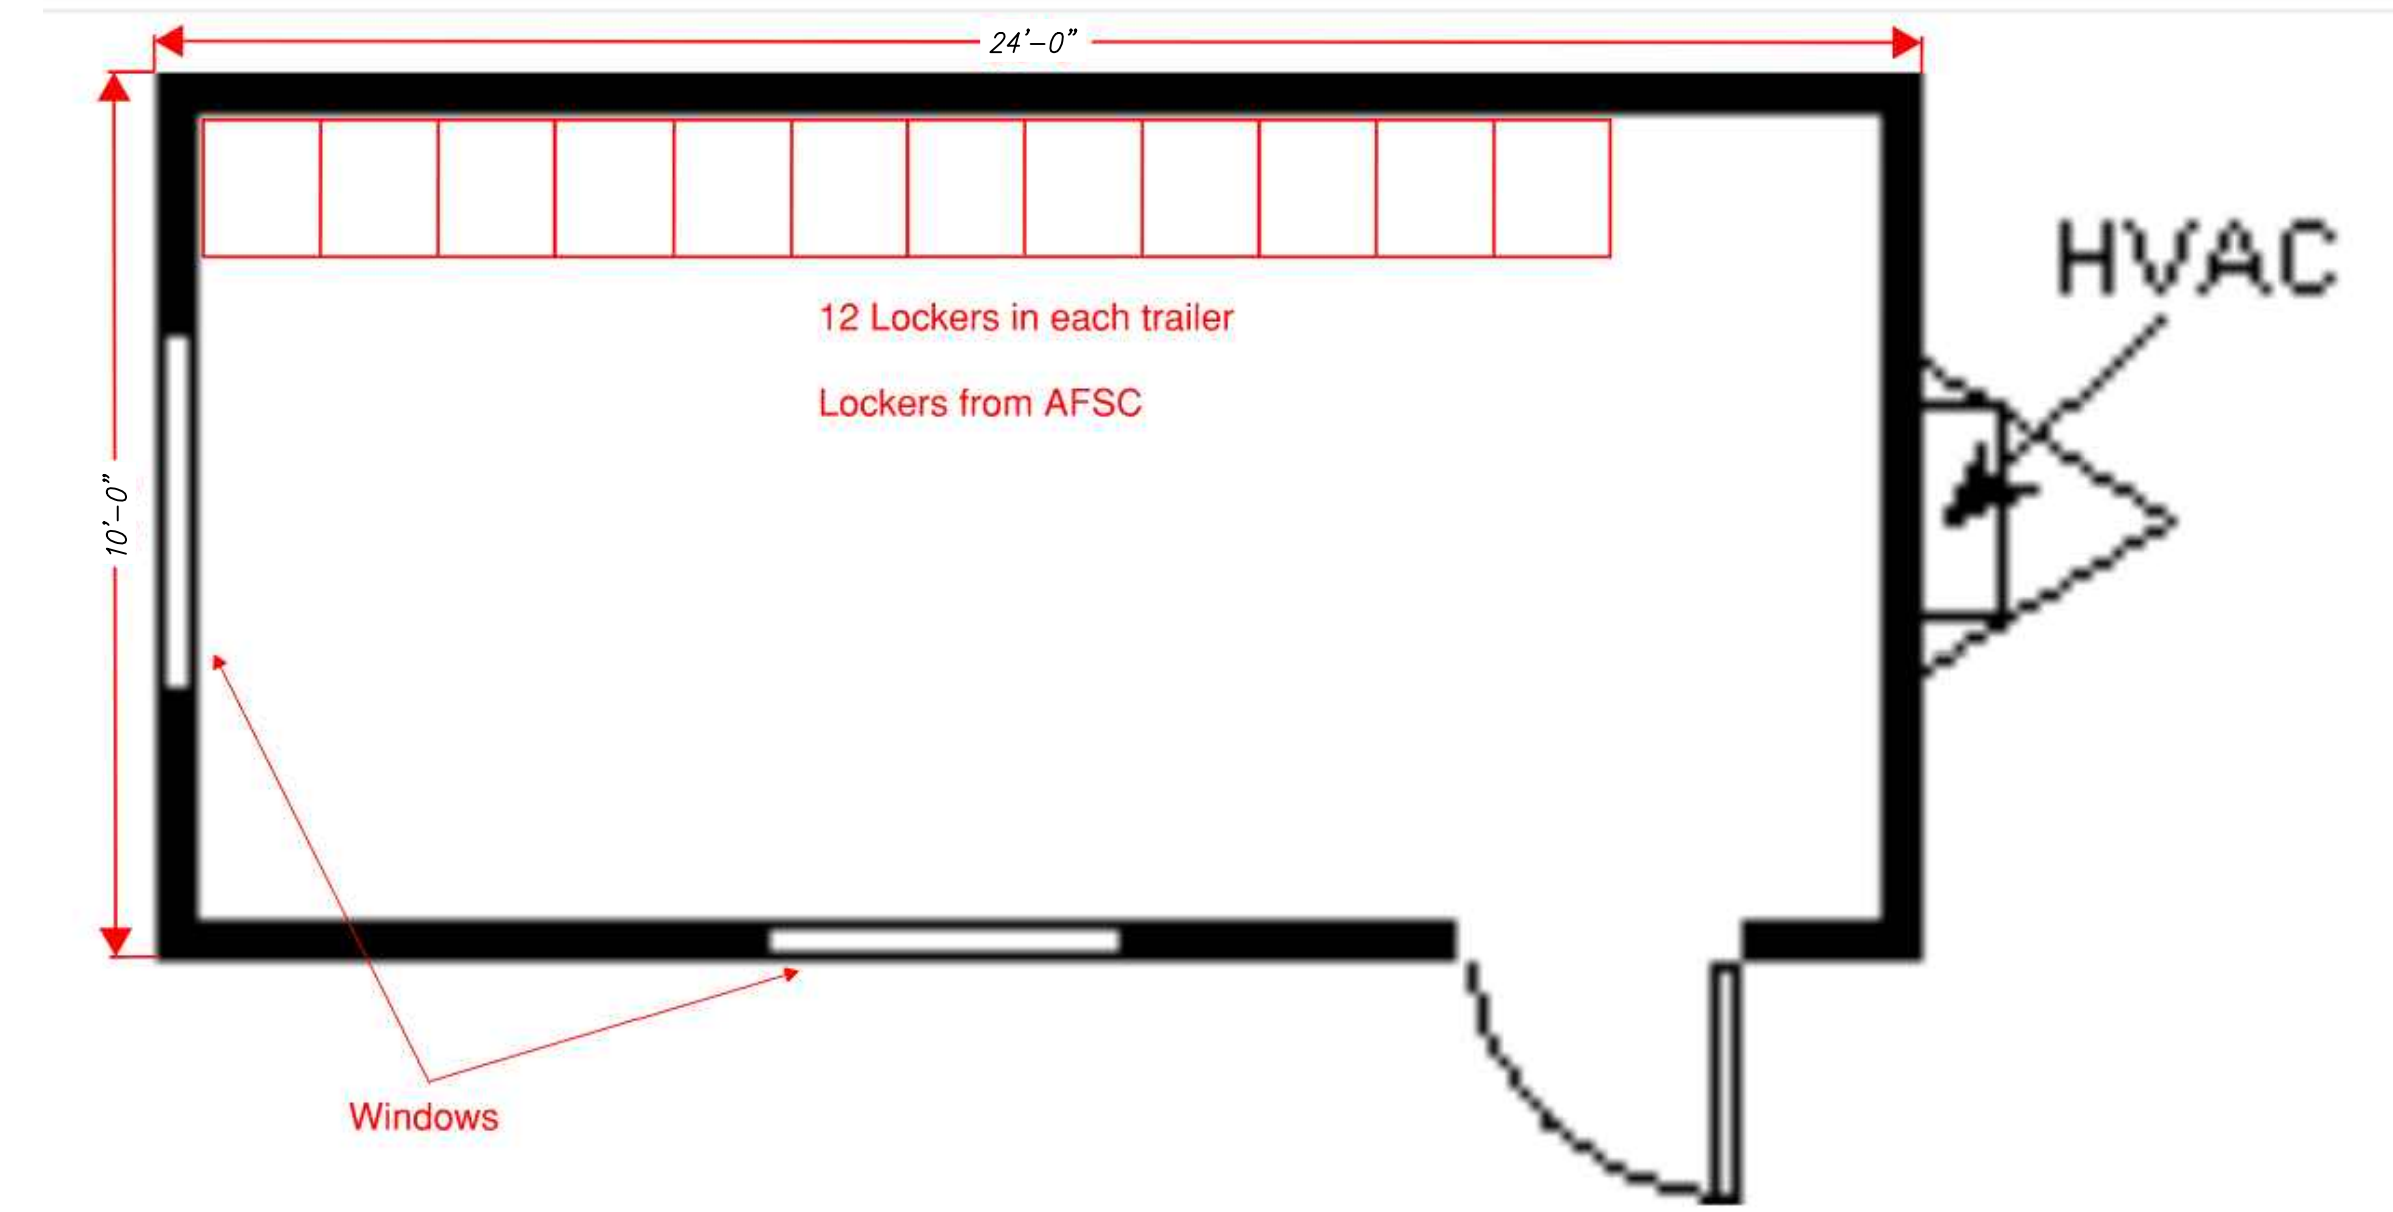 24'-0"
HVAC
12 Lockers in each trailer
Lockers from AFSC
10'-0"
Windows